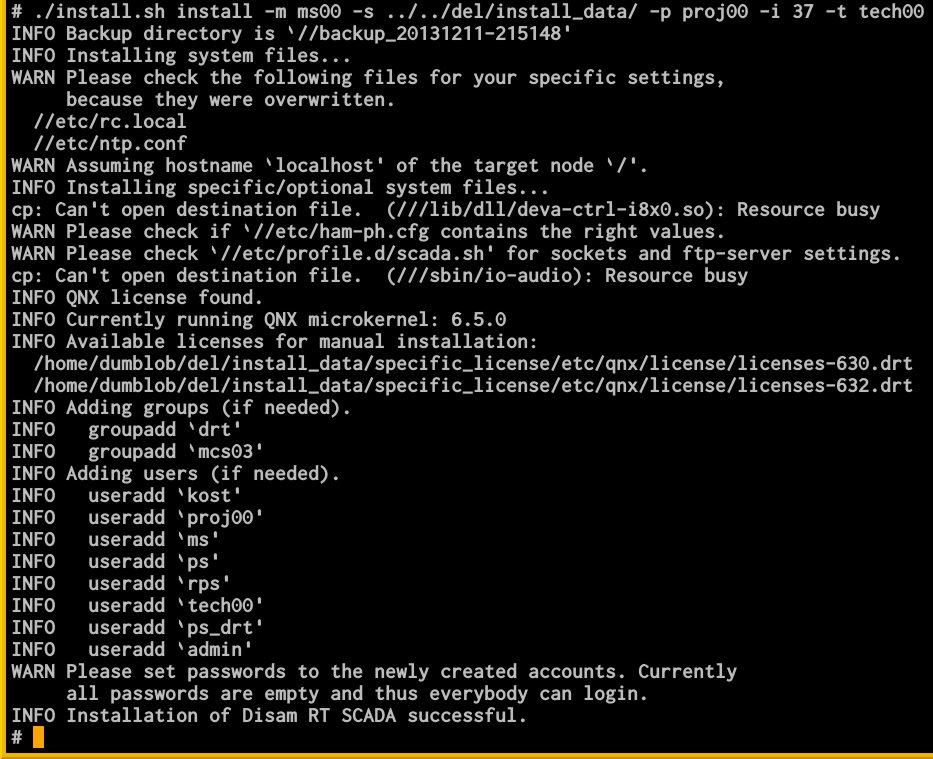 # ./install.sh install -m ms00 -s ../../del/install_data/ -p proj00 -i 37 -t tech00
INFO Backup directory is `//backup_20131211-215148'
INFO Installing system files...
WARN Please check the following files for your specific settings,
     because they were overwritten.
  //etc/rc.local
  //etc/ntp.conf
WARN Assuming hostname `localhost' of the target node `/'.
INFO Installing specific/optional system files...
cp: Can't open destination file.  (///lib/dll/deva-ctrl-i8x0.so): Resource busy
WARN Please check if `//etc/ham-ph.cfg contains the right values.
WARN Please check `//etc/profile.d/scada.sh' for sockets and ftp-server settings.
cp: Can't open destination file.  (///sbin/io-audio): Resource busy
INFO QNX license found.
INFO Currently running QNX microkernel: 6.5.0
INFO Available licenses for manual installation:
  /home/dumblob/del/install_data/specific_license/etc/qnx/license/licenses-630.drt
  /home/dumblob/del/install_data/specific_license/etc/qnx/license/licenses-632.drt
INFO Adding groups (if needed).
INFO   groupadd `drt'
INFO   groupadd `mcs03'
INFO Adding users (if needed).
INFO   useradd `kost'
INFO   useradd `proj00'
INFO   useradd `ms'
INFO   useradd `ps'
INFO   useradd `rps'
INFO   useradd `tech00'
INFO   useradd `ps_drt'
INFO   useradd `admin'
WARN Please set passwords to the newly created accounts. Currently
     all passwords are empty and thus everybody can login.
INFO Installation of Disam RT SCADA successful.
#